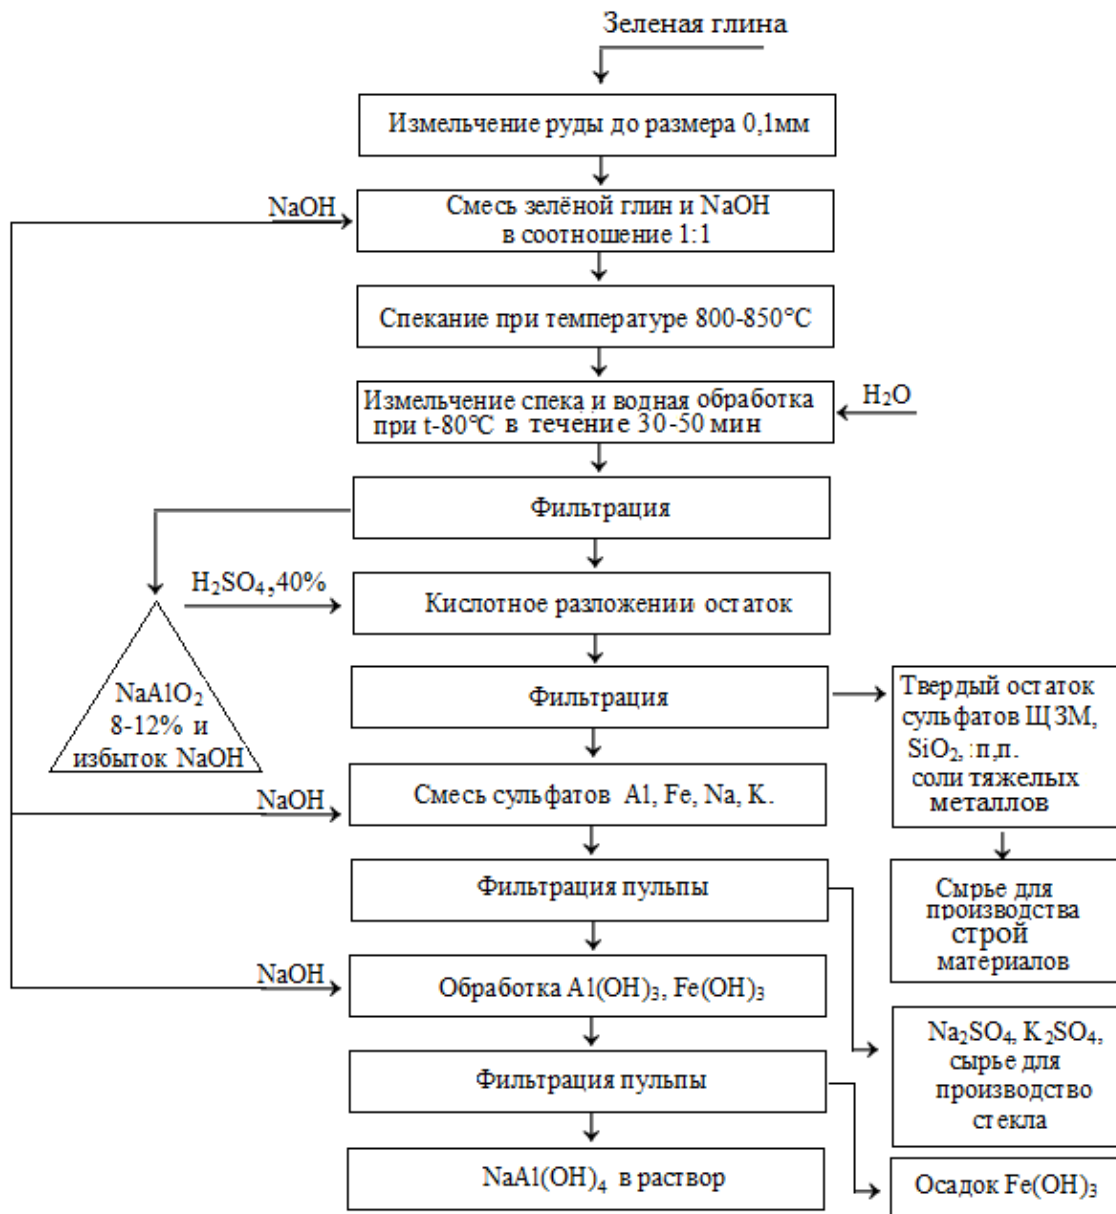 Зеленая глина
Измельчение руды до размера 0,1мм
NaOH
Смесь зелёной глин и NaOH
в соотношение 1:1
Спекание при температуре 800-850°С
Измельчение спека и водная обработка
при t-80°С в течение 30-50 мин
H₂O
Фильтрация
H₂SO₄,40%
Кислотное разложении остаток
NaAlO₂
8-12% и
избыток NaOH
Фильтрация
Твердый остаток
сульфатов ЩЗМ,
SiO₂, :п,п.
соли тяжелых
металлов
NaOH
Смесь сульфатов Al, Fe, Na, K.
Фильтрация пульпы
Сырье для
производства
строй
материалов
NaOH
Обработка Al(OH)₃, Fe(OH)₃
Na₂SO₄, K₂SO₄,
сырье для
производство
стекла
Фильтрация пульпы
NaAl(OH)₄ в раствор
Осадок Fe(OH)₃